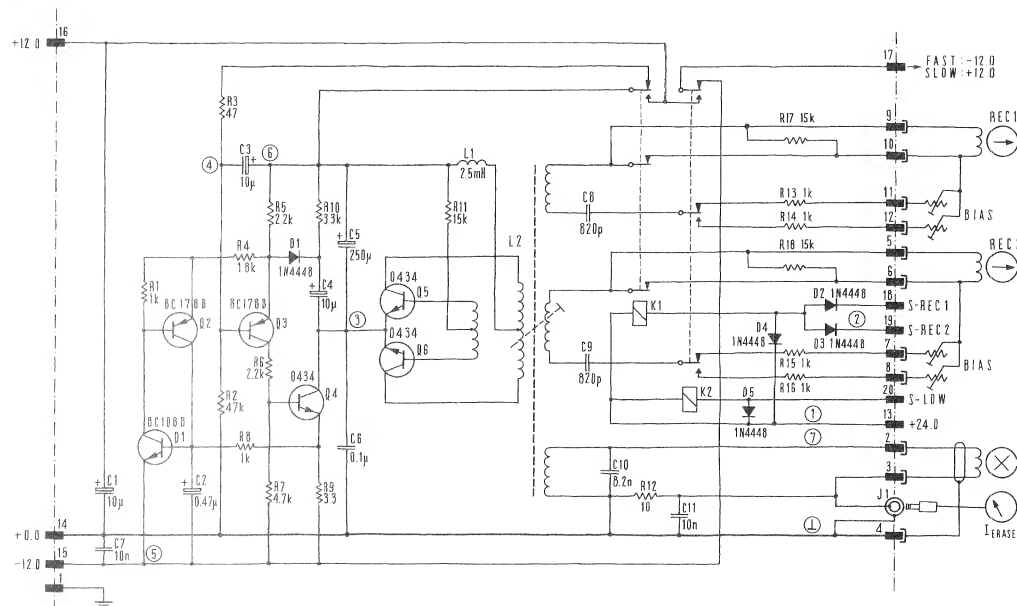 16
+12.0
17
FAST:-12.0
SLOW:+12.0
R3
47
R17 15k
9
REC1
10
4
C3
+
10µ
6
L1
2.5mH
R13 1k
11
R14 1k
12
BIAS
R5
2.2k
R10
3.3k
+
C5
250µ
R11
15k
C8
820p
L2
R18 15k
5
REC
6
R4
1.8k
D1
1N4448
R1
1k
+
C4
10µ
BC178B
Q2
BC178B
Q3
3
Q434
Q5
Q434
Q6
K1
D2 1N4448
18
S-REC1
2
19
S-REC2
D3 1N4448
D4
1N4448
7
R15 1k
BIAS
8
R16 1k
C9
820p
R6
2.2k
Q434
Q4
R2
47k
K2
D5
1N4448
20
S-LOW
1
13
+24.0
BC108B
Q1
R8
1k
C6
0.1µ
7
2
C10
8.2n
3
R12
10
J1
C11
10n
4
IERASE
+
C1
10µ
+
C2
0.47µ
R7
4.7k
R9
3.3
14
+0.0
C7
10n
5
15
-12.0
1